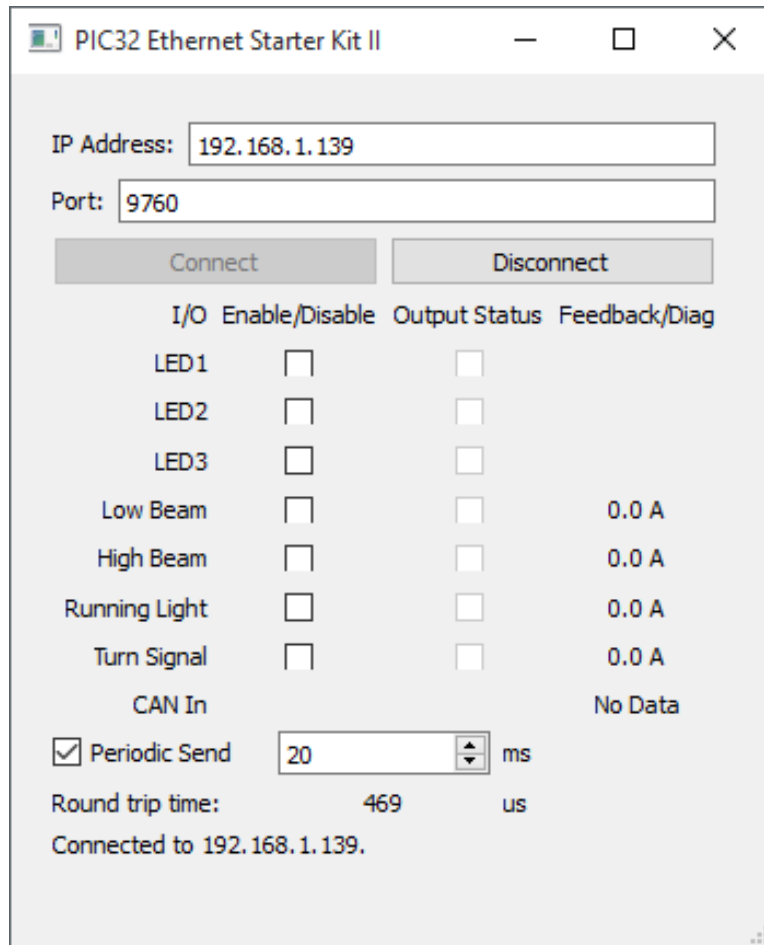 PIC32 Ethernet Starter Kit II
IP Address: 192.168.1.139
Port: 9760
Connect Disconnect
I/O Enable/Disable Output Status Feedback/Diag
LED1
LED2
LED3
Low Beam 0.0 A
High Beam 0.0 A
Running Light 0.0 A
Turn Signal 0.0 A
CAN In No Data
Periodic Send 20 ms
Round trip time: 469 us
Connected to 192.168.1.139.